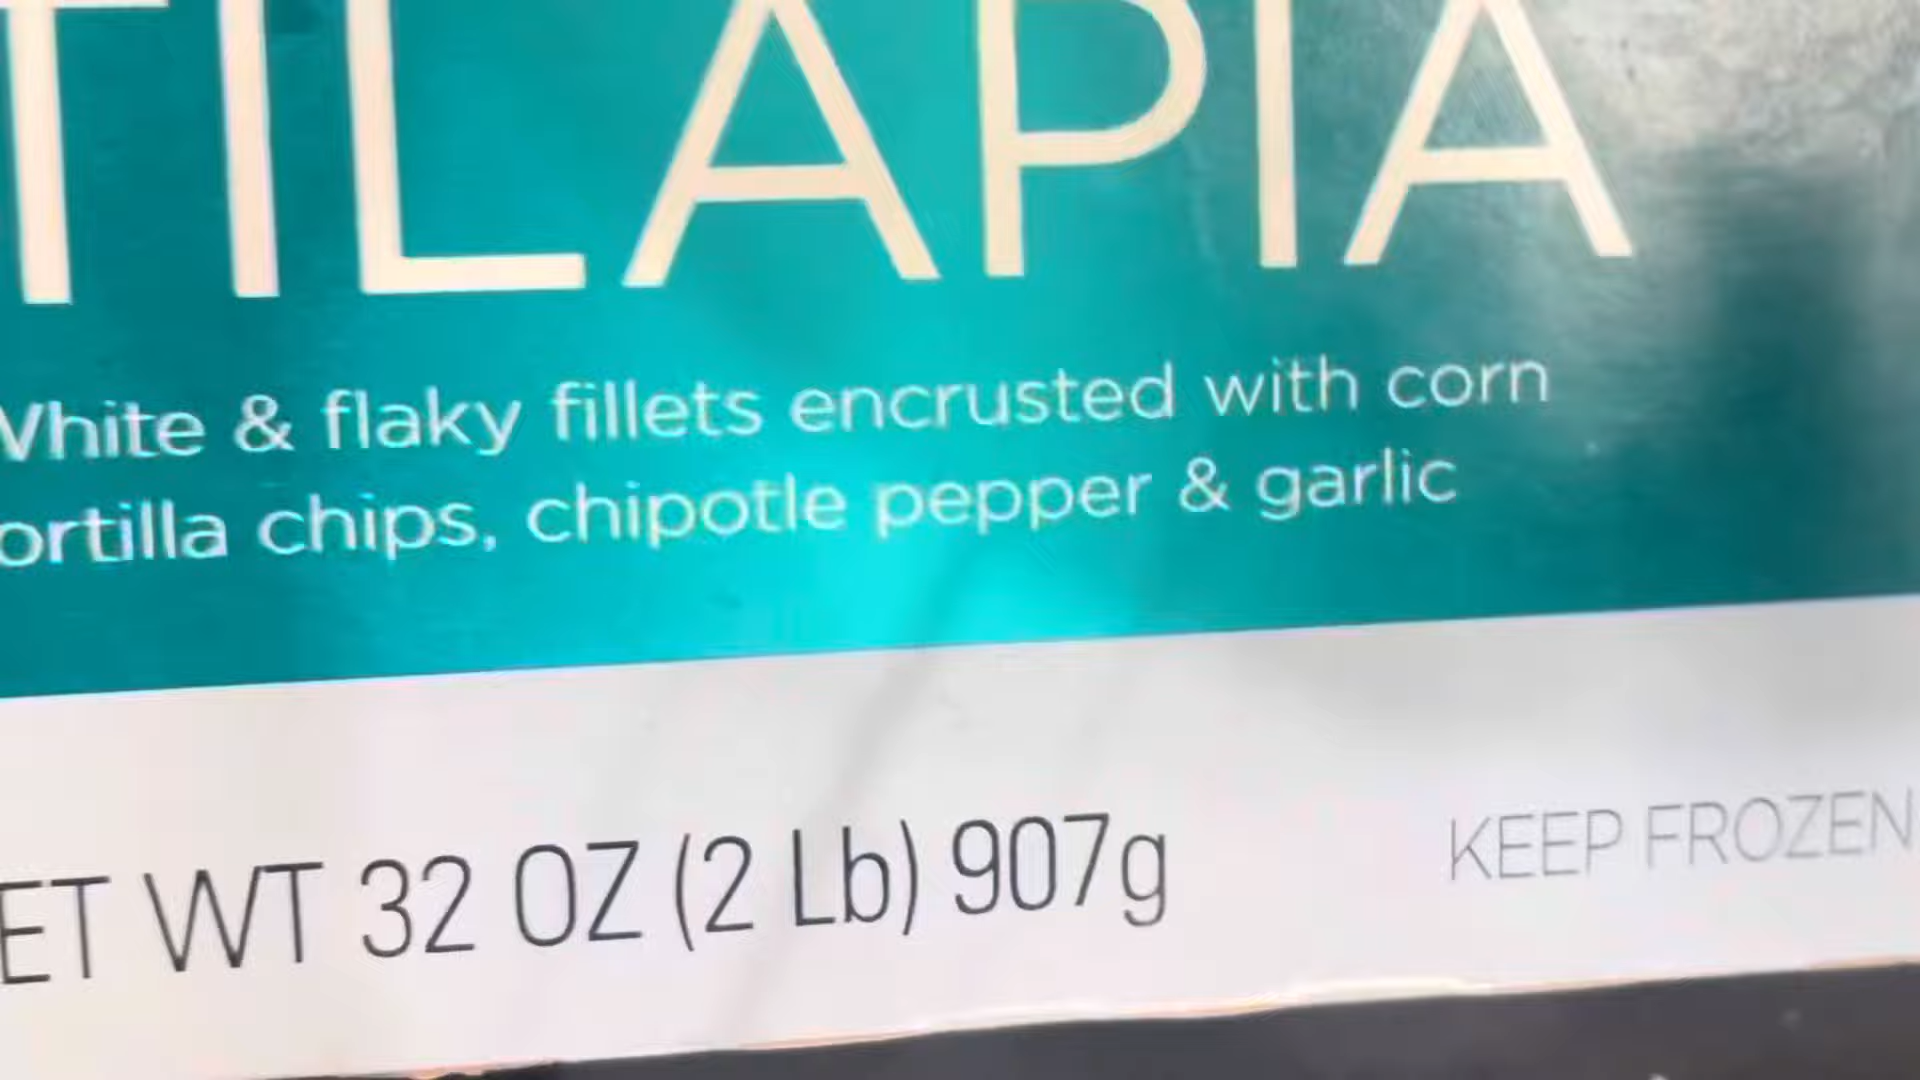 TILAPIA
White & flaky fillets encrusted with corn
ortilla chips, chipotle pepper & garlic
ET WT 32 OZ (2 Lb) 907g
KEEP FROZEN